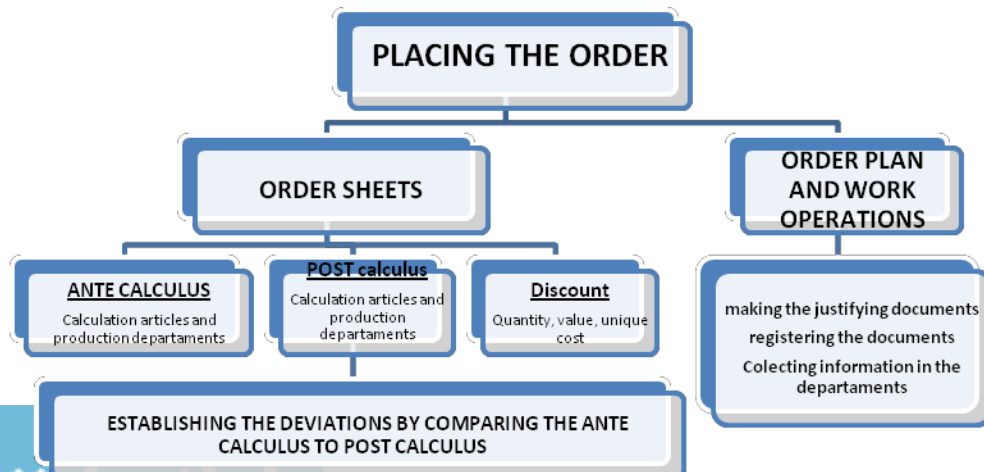 PLACING THE ORDER
ORDER SHEETS
ORDER PLAN
AND WORK
OPERATIONS
ANTE CALCULUS
Calculation articles and
production departaments
POST calculus
Calculation articles and
production
departaments
Discount
Quantity, value, unique
cost
making the justifying documents
registering the documents
Colecting information in the
departaments
ESTABLISHING THE DEVIATIONS BY COMPARING THE ANTE
CALCULUS TO POST CALCULUS